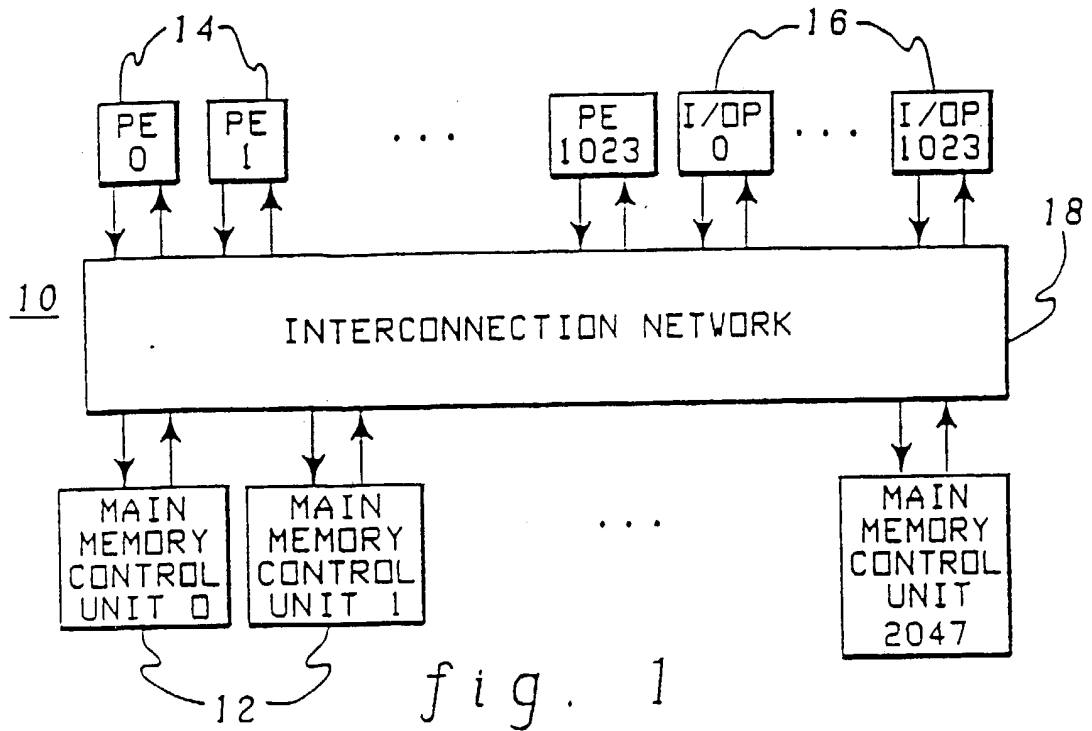 14
16
PE
0
PE
1
...
PE
1023
I/OP
0
...
I/OP
1023
18
10
INTERCONNECTION NETWORK
MAIN
MEMORY
CONTROL
UNIT 0
MAIN
MEMORY
CONTROL
UNIT 1
...
MAIN
MEMORY
CONTROL
UNIT
2047
12
fig. 1